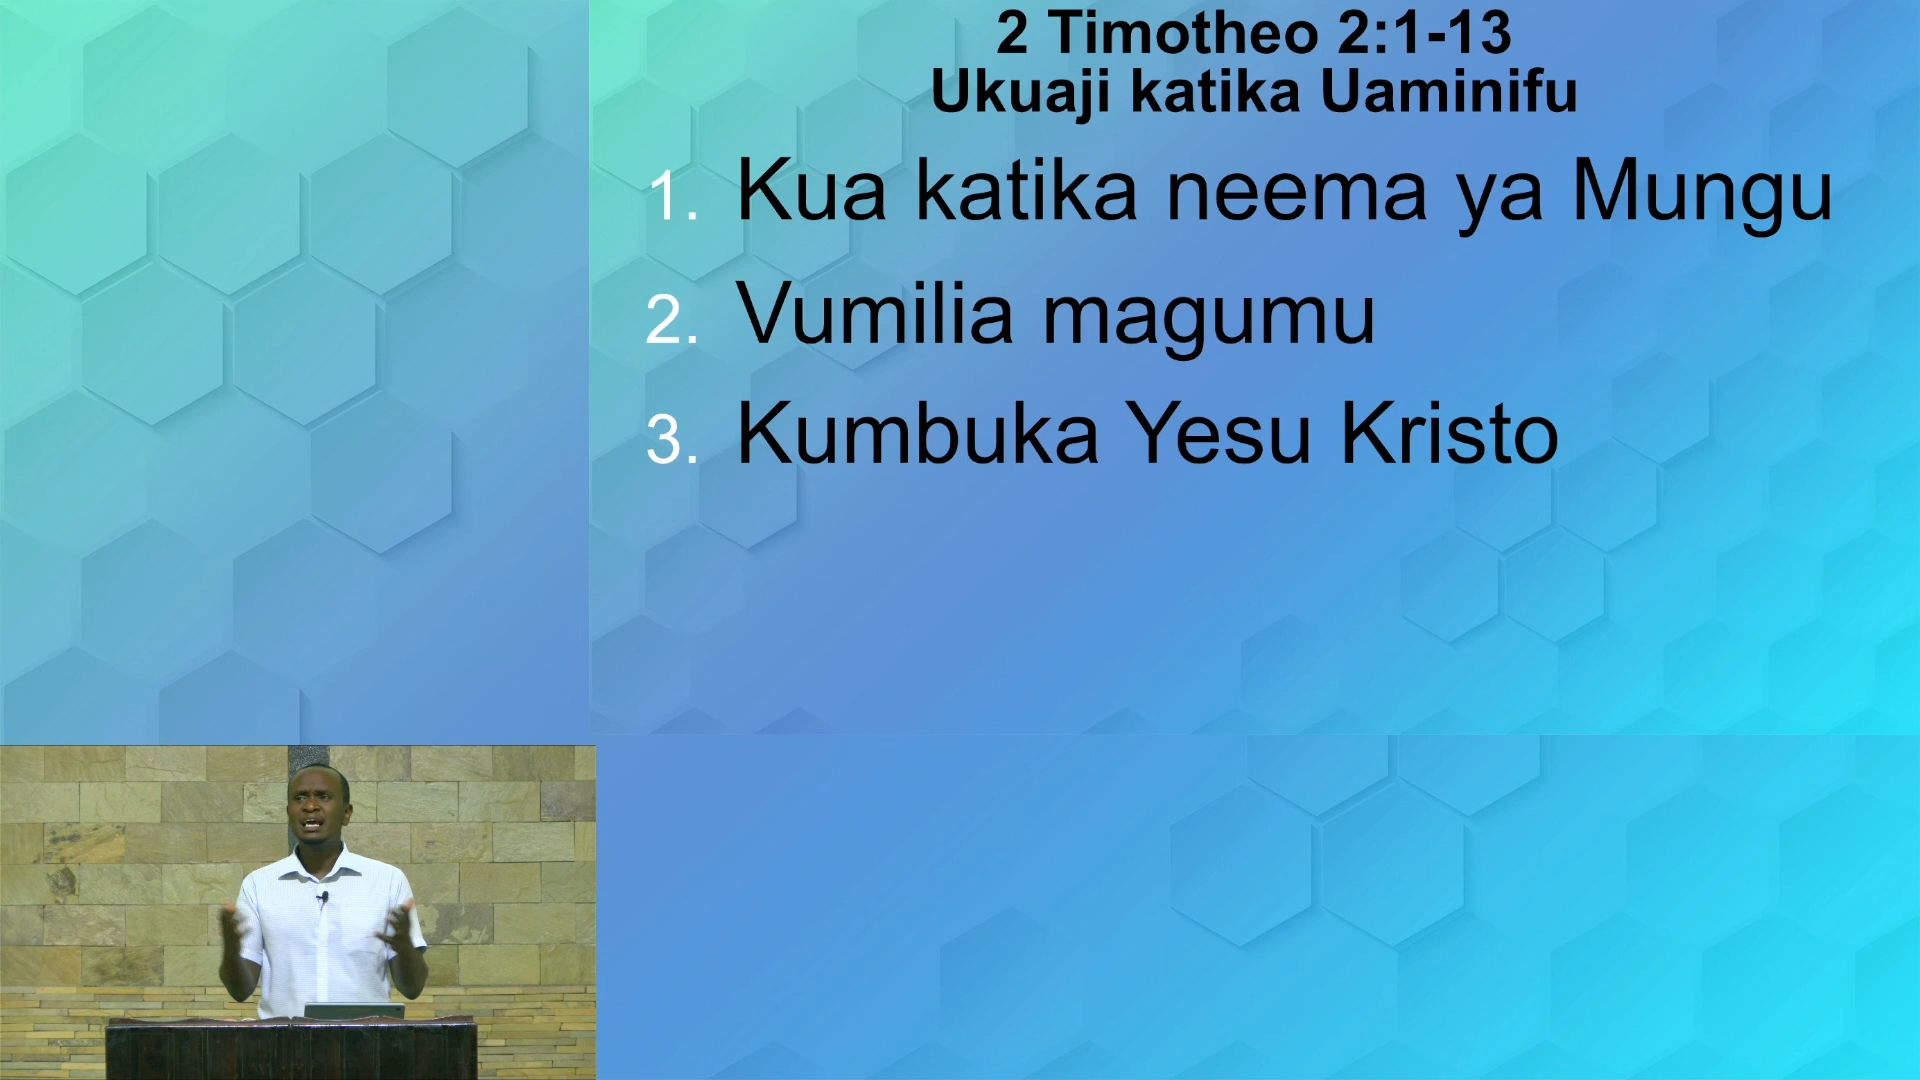 2 Timotheo 2:1-13
Ukuaji katika Uaminifu
1. Kua katika neema ya Mungu
2. Vumilia magumu
3. Kumbuka Yesu Kristo